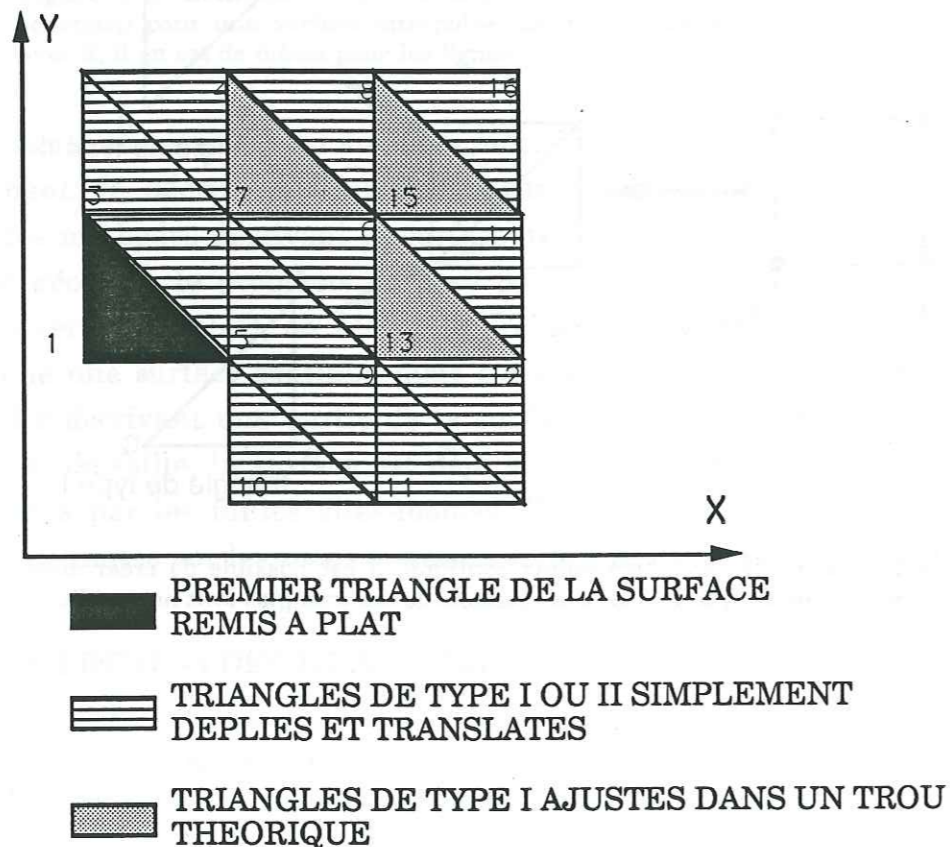 Y
4 8 16
3 7 15
2 6 14
1 5 13
9 12
10 11
X
PREMIER TRIANGLE DE LA SURFACE
REMIS A PLAT
TRIANGLES DE TYPE I OU II SIMPLEMENT
DEPLIES ET TRANSLATES
TRIANGLES DE TYPE I AJUSTES DANS UN TROU
THEORIQUE